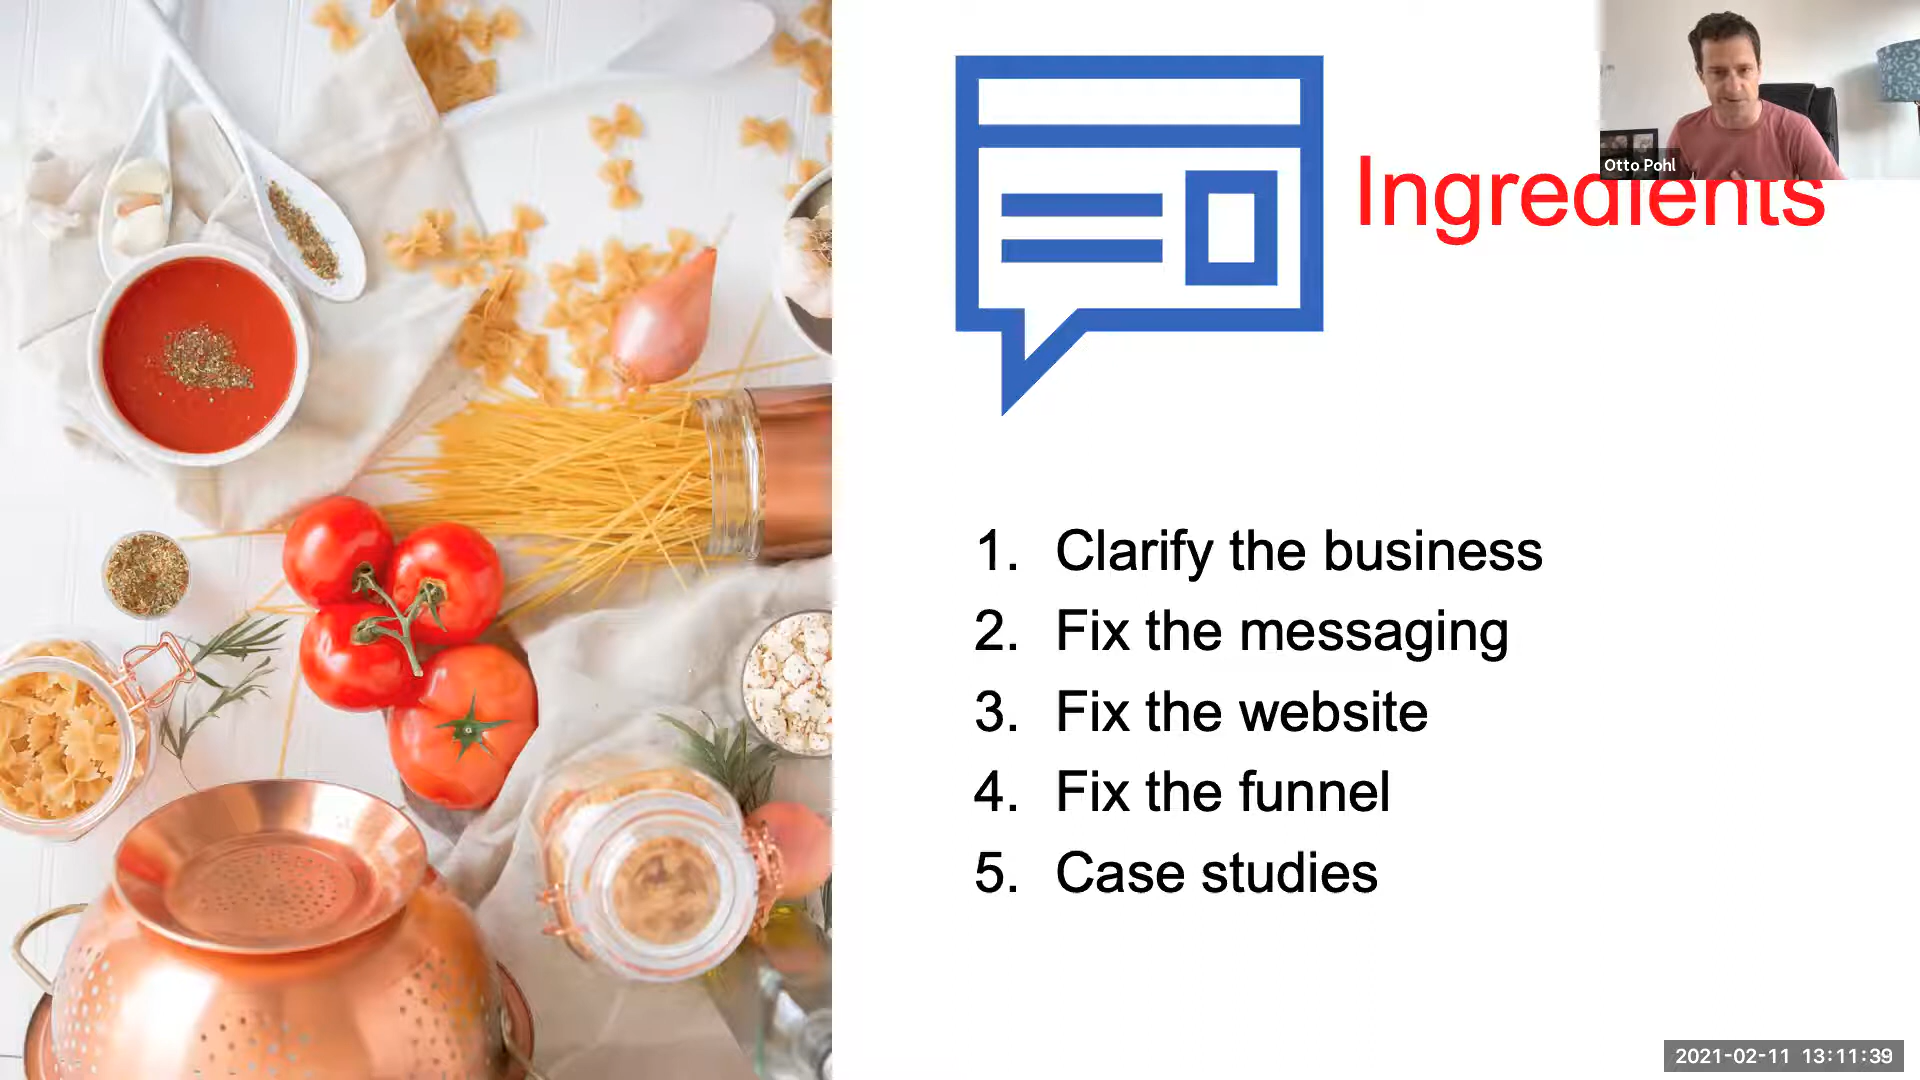 Otto Pohl
Ingredients
1. Clarify the business
2. Fix the messaging
3. Fix the website
4. Fix the funnel
5. Case studies
2021-02-11 13:11:39